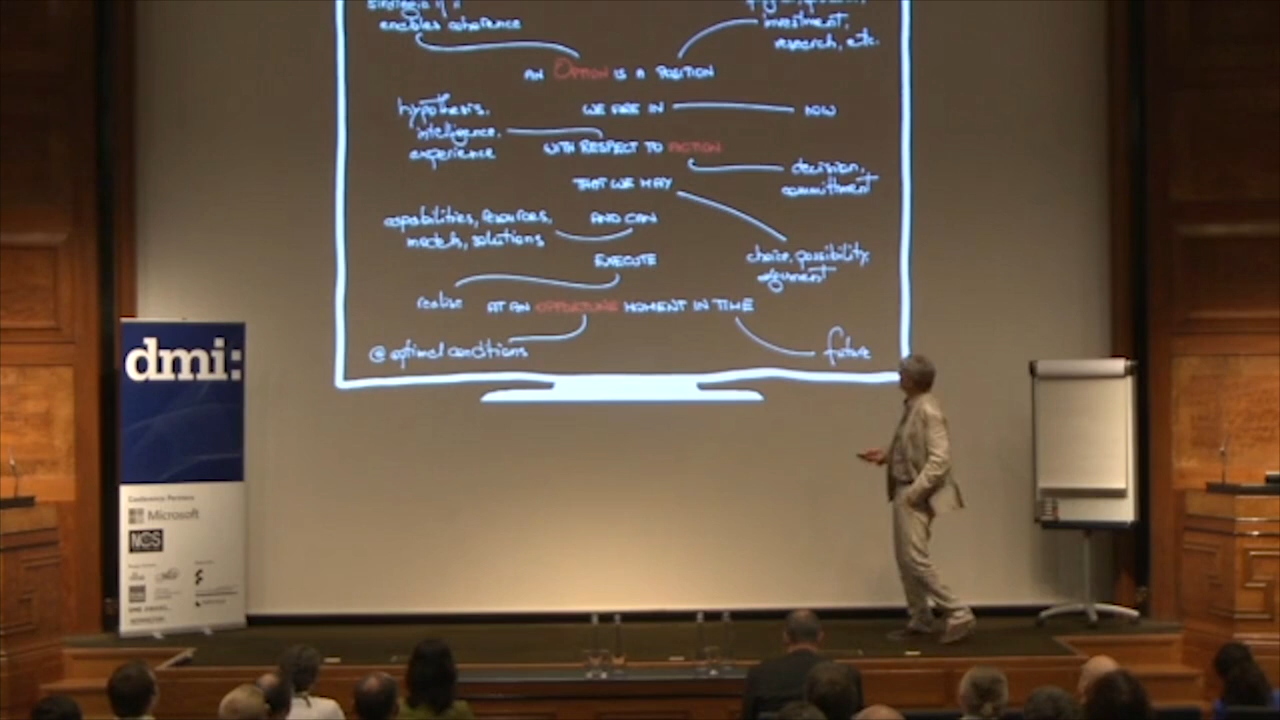 enables coherence
investment,
research, etc.
AN OPTION IS A POSITION
hypothesis,
intelligence,
experience
WE ARE IN
NOW
WITH RESPECT TO ACTION
decision,
committment
THAT WE MAY
capabilities, resources,
models, solutions
AND CAN
choice, possibility,
EXECUTE
realise
AT AN OPPORTUNE MOMENT IN TIME
@ optimal conditions
future
dmi:
Conference Partners
Microsoft